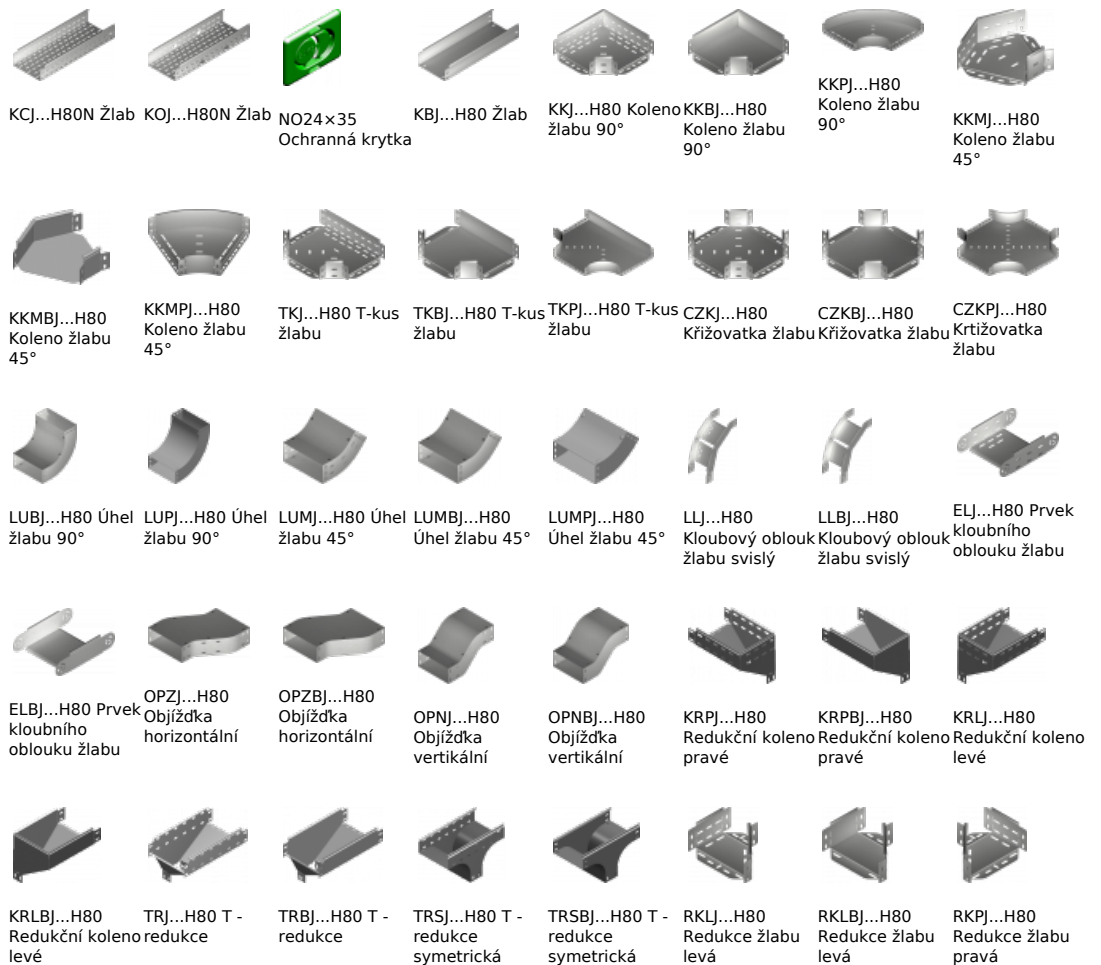 KCJ...H80N Žlab
KOJ...H80N Žlab
NO24×35
Ochranná krytka
KBJ...H80 Žlab
KKJ...H80 Koleno
žlabu 90°
KKBJ...H80
Koleno žlabu
90°
KKPJ...H80
Koleno žlabu
90°
KKMJ...H80
Koleno žlabu
45°
KKMBJ...H80
Koleno žlabu
45°
KKMPJ...H80
Koleno žlabu
45°
TKJ...H80 T-kus
žlabu
TKBJ...H80 T-kus
žlabu
TKPJ...H80 T-kus
žlabu
CZKJ...H80
Křižovatka žlabu
CZKBJ...H80
Křižovatka žlabu
CZKPJ...H80
Krtižovatka
žlabu
LUBJ...H80 Úhel
žlabu 90°
LUPJ...H80 Úhel
žlabu 90°
LUMJ...H80 Úhel
žlabu 45°
LUMBJ...H80
Úhel žlabu 45°
LUMPJ...H80
Úhel žlabu 45°
LLJ...H80
Kloubový oblouk
žlabu svislý
LLBJ...H80
Kloubový oblouk
žlabu svislý
ELJ...H80 Prvek
kloubního
oblouku žlabu
ELBJ...H80 Prvek
kloubního
oblouku žlabu
OPZJ...H80
Objížďka
horizontální
OPZBJ...H80
Objížďka
horizontální
OPNJ...H80
Objížďka
vertikální
OPNBJ...H80
Objížďka
vertikální
KRPJ...H80
Redukční koleno
pravé
KRPBJ...H80
Redukční koleno
pravé
KRLJ...H80
Redukční koleno
levé
KRLBJ...H80
Redukční koleno
levé
TRJ...H80 T -
redukce
TRBJ...H80 T -
redukce
TRSJ...H80 T -
redukce
symetrická
TRSBJ...H80 T -
redukce
symetrická
RKLJ...H80
Redukce žlabu
levá
RKLBJ...H80
Redukce žlabu
levá
RKPJ...H80
Redukce žlabu
pravá